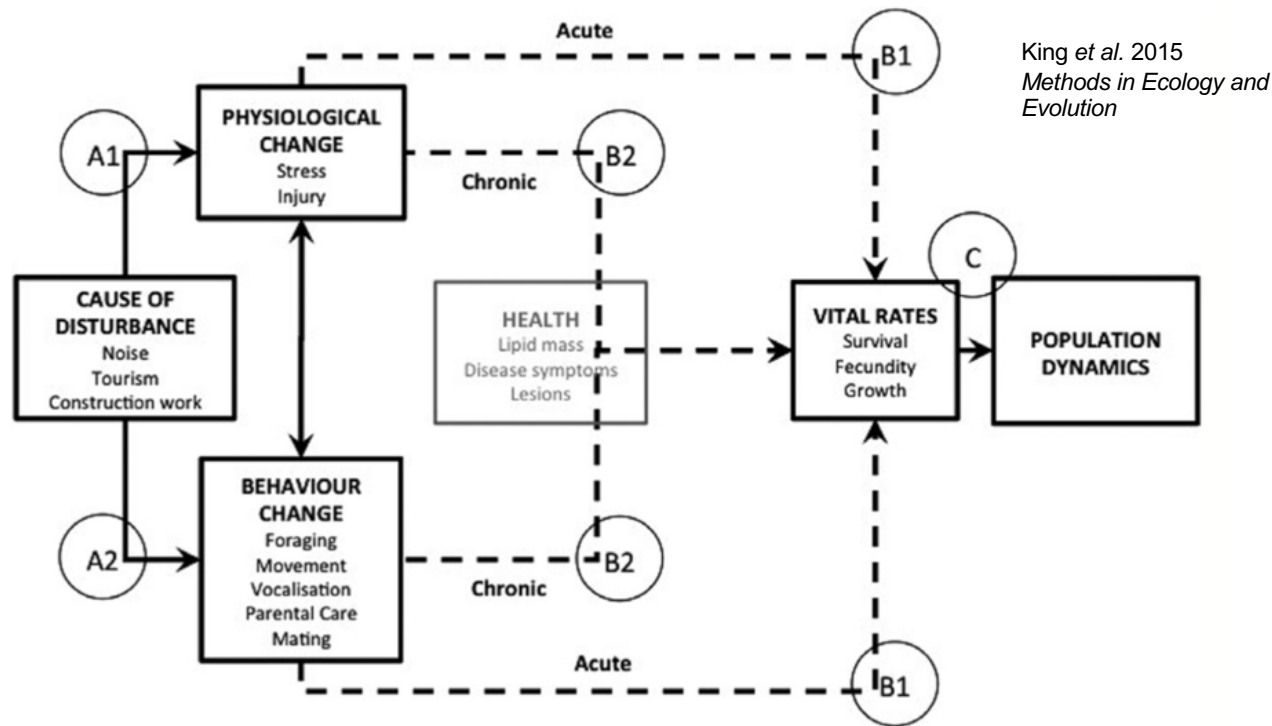 Acute
B1
King et al. 2015
Methods in Ecology and
Evolution
PHYSIOLOGICAL
CHANGE
Stress
Injury
A1
B2
Chronic
C
CAUSE OF
DISTURBANCE
Noise
Tourism
Construction work
HEALTH
Lipid mass
Disease symptoms
Lesions
VITAL RATES
Survival
Fecundity
Growth
POPULATION
DYNAMICS
BEHAVIOUR
CHANGE
Foraging
Movement
Vocalisation
Parental Care
Mating
A2
B2
Chronic
Acute
B1